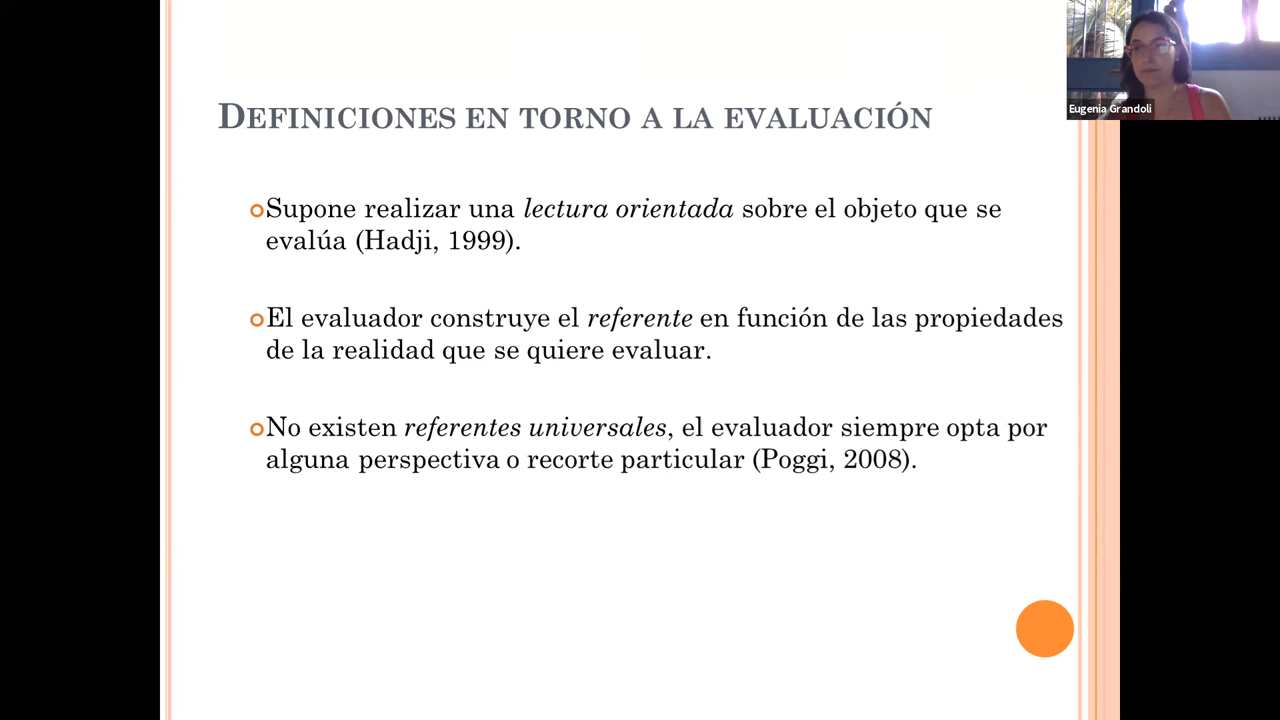 DEFINICIONES EN TORNO A LA EVALUACIÓN
Supone realizar una lectura orientada sobre el objeto que se
evalúa (Hadji, 1999).
El evaluador construye el referente en función de las propiedades
de la realidad que se quiere evaluar.
No existen referentes universales, el evaluador siempre opta por
alguna perspectiva o recorte particular (Poggi, 2008).
Eugenia Grandoli